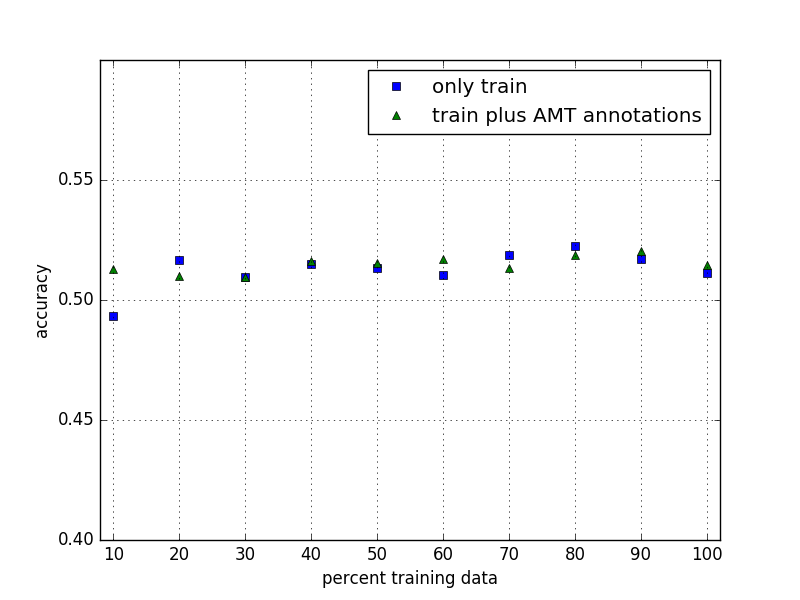 only train
train plus AMT annotations
0.55
0.50
0.45
0.40
accuracy
10 20 30 40 50 60 70 80 90 100
percent training data